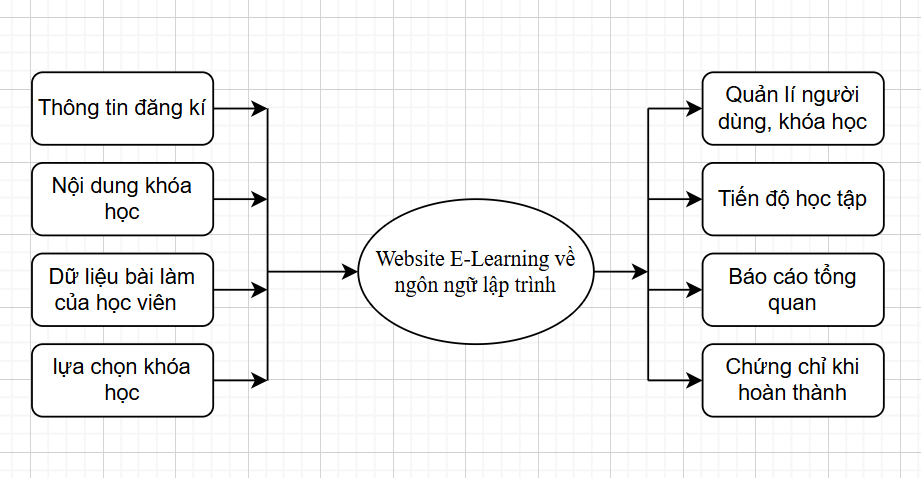 Thông tin đăng kí
Nội dung khóa
học
Dữ liệu bài làm
của học viên
lựa chọn khóa
học
Website E-Learning về
ngôn ngữ lập trình
Quản lí người
dùng, khóa học
Tiến độ học tập
Báo cáo tổng
quan
Chứng chỉ khi
hoàn thành